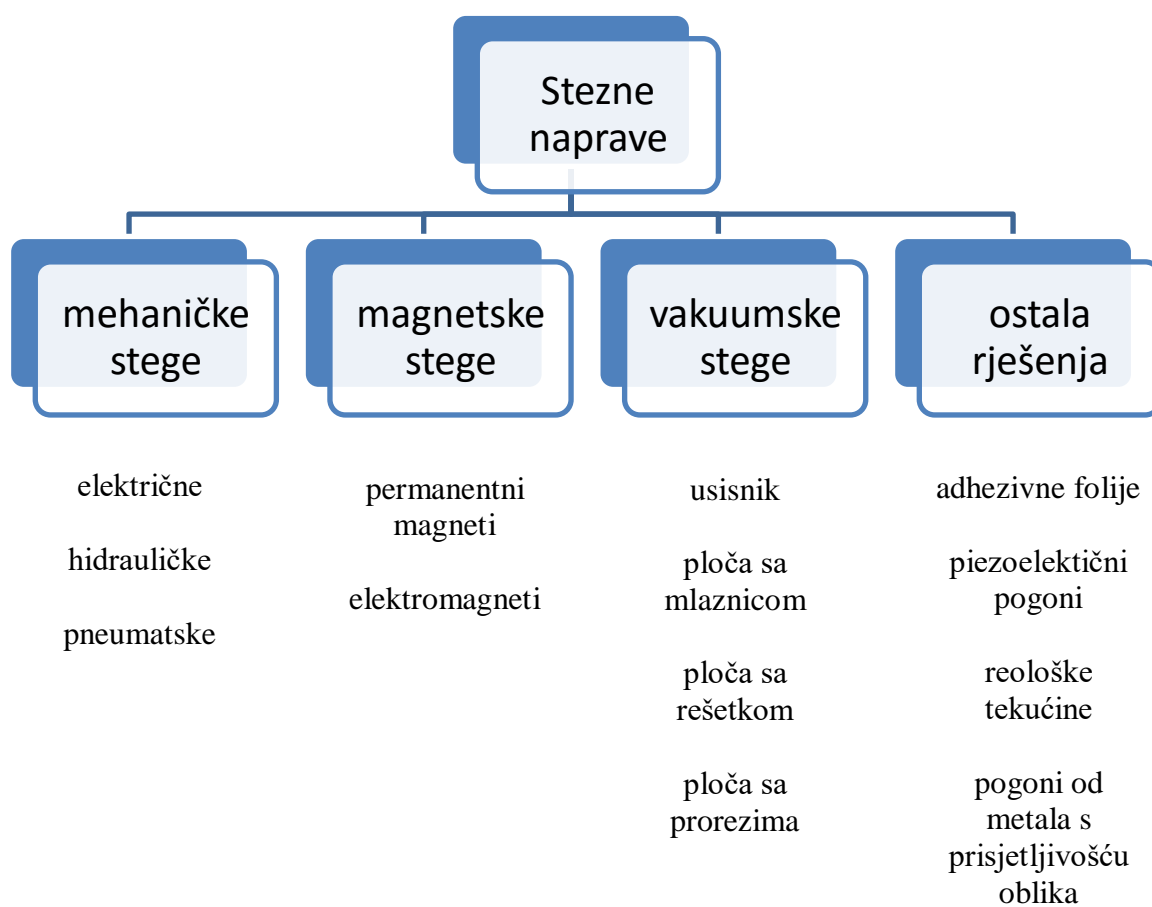 Stezne
naprave
mehaničke
stege
magnetske
stege
vakuumske
stege
ostala
rješenja
električne
hidrauličke
pneumatske
permanentni
magneti
elektromagneti
usisnik
ploča sa
mlaznicom
ploča sa
rešetkom
ploča sa
prorezima
adhezivne folije
piezoelektični
pogoni
reološke
tekućine
pogoni od
metala s
prisjetljivošću
oblika